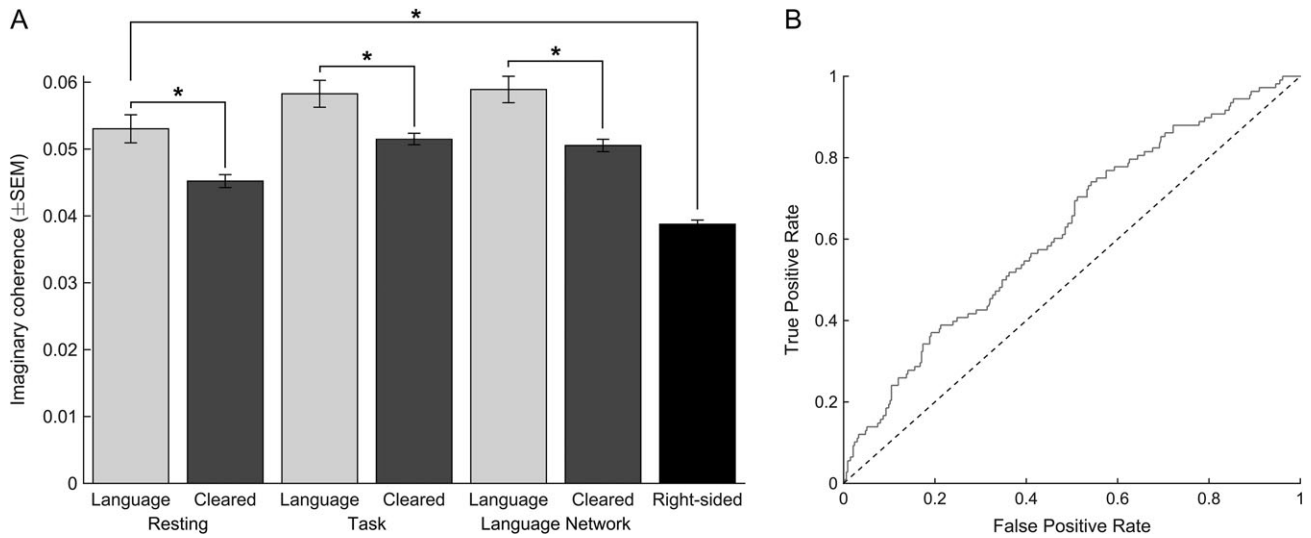 A
*
*
*
*
Imaginary coherence (±SEM)
0.06
0.05
0.04
0.03
0.02
0.01
0
Language Cleared Language Cleared Language Cleared Right-sided
Resting Task Language Network
B
True Positive Rate
1
0.8
0.6
0.4
0.2
0
0 0.2 0.4 0.6 0.8 1
False Positive Rate